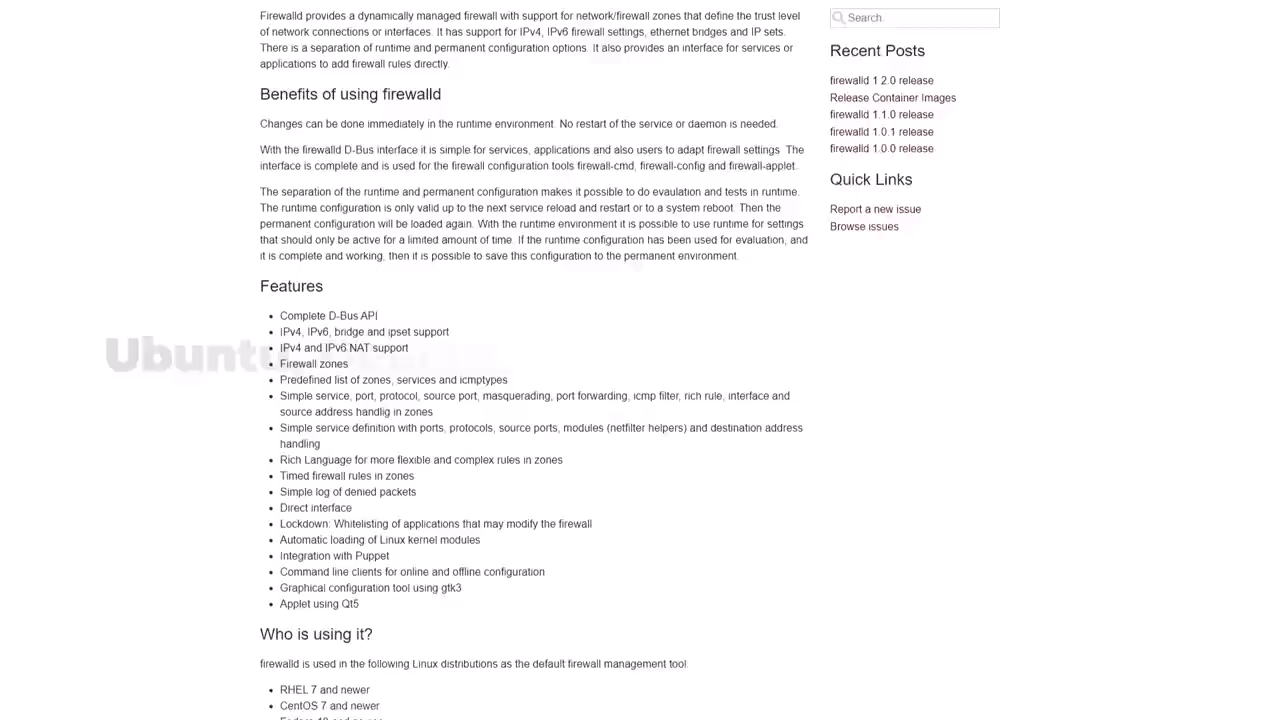 Firewalld provides a dynamically managed firewall with support for network/firewall zones that define the trust level
of network connections or interfaces. It has support for IPv4, IPv6 firewall settings, ethernet bridges and IP sets.
There is a separation of runtime and permanent configuration options. It also provides an interface for services or
applications to add firewall rules directly.
Benefits of using firewalld
Changes can be done immediately in the runtime environment. No restart of the service or daemon is needed.
With the firewalld D-Bus interface it is simple for services, applications and also users to adapt firewall settings. The
interface is complete and is used for the firewall configuration tools firewall-cmd, firewall-config and firewall-applet.
The separation of the runtime and permanent configuration makes it possible to do evaulation and tests in runtime.
The runtime configuration is only valid up to the next service reload and restart or to a system reboot. Then the
permanent configuration will be loaded again. With the runtime environment it is possible to use runtime for settings
that should only be active for a limited amount of time. If the runtime configuration has been used for evaluation, and
it is complete and working, then it is possible to save this configuration to the permanent environment.
Features
Complete D-Bus API
IPv4, IPv6, bridge and ipset support
IPv4 and IPv6 NAT support
Firewall zones
Predefined list of zones, services and icmptypes
Simple service, port, protocol, source port, masquerading, port forwarding, icmp filter, rich rule, interface and
source address handlig in zones
Simple service definition with ports, protocols, source ports, modules (netfilter helpers) and destination address
handling
Rich Language for more flexible and complex rules in zones
Timed firewall rules in zones
Simple log of denied packets
Direct interface
Lockdown: Whitelisting of applications that may modify the firewall
Automatic loading of Linux kernel modules
Integration with Puppet
Command line clients for online and offline configuration
Graphical configuration tool using gtk3
Applet using Qt5
Who is using it?
firewalld is used in the following Linux distributions as the default firewall management tool:
RHEL 7 and newer
CentOS 7 and newer
Search
Recent Posts
firewalld 1.2.0 release
Release Container Images
firewalld 1.1.0 release
firewalld 1.0.1 release
firewalld 1.0.0 release
Quick Links
Report a new issue
Browse issues
Ubuntu